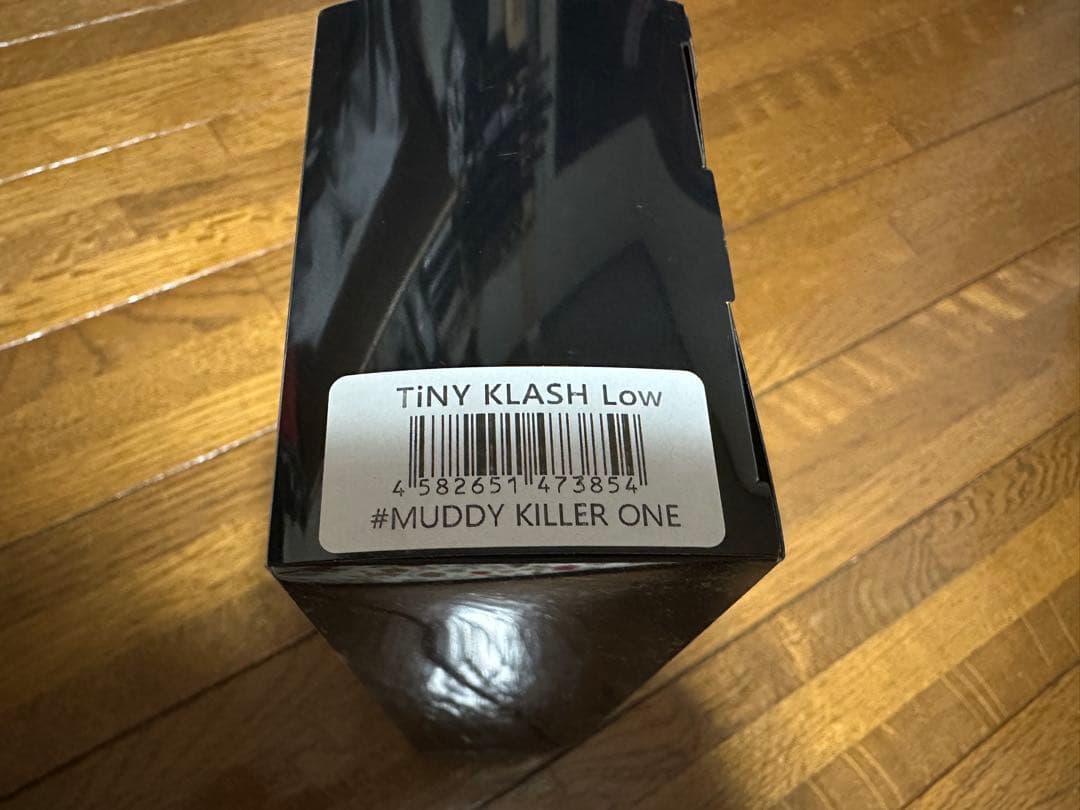 TiNY KLASH Low
4 582651 473854
#MUDDY KILLER ONE